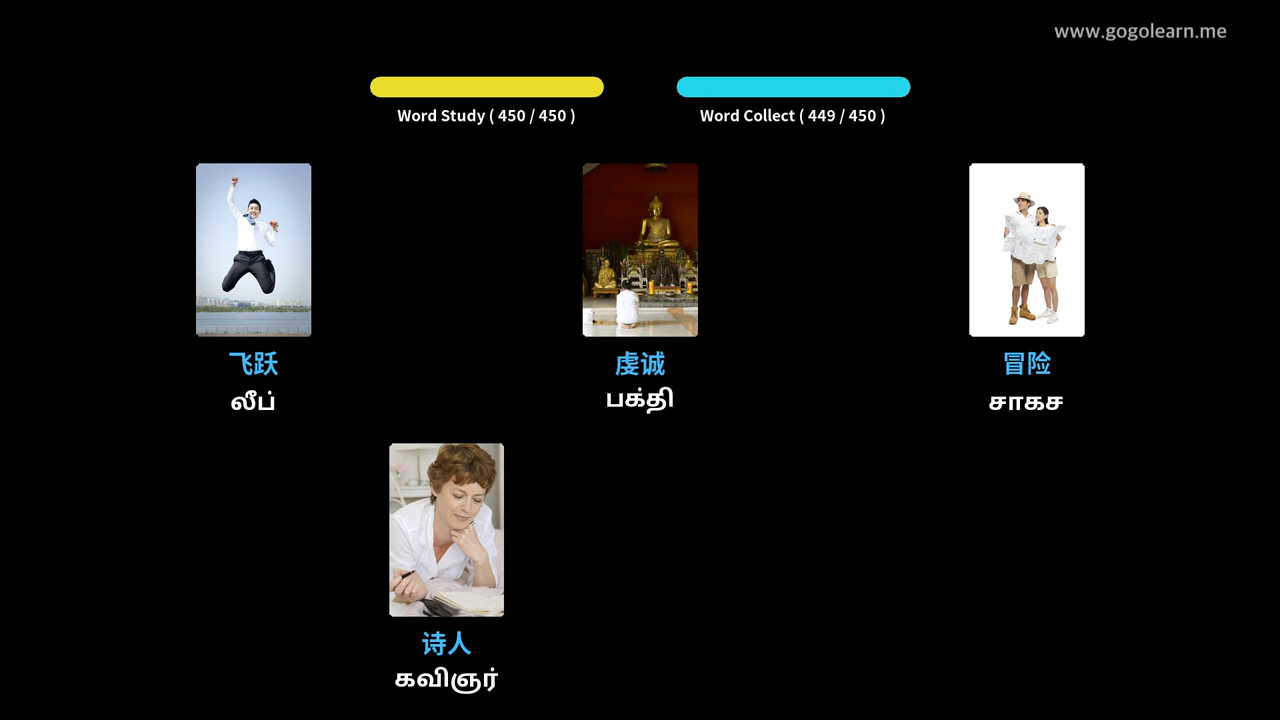 www.gogolearn.me
Word Study ( 450 / 450 )
Word Collect ( 449 / 450 )
飞跃
லீப்
虔诚
பக்தி
冒险
சாகச
诗人
கவிஞர்